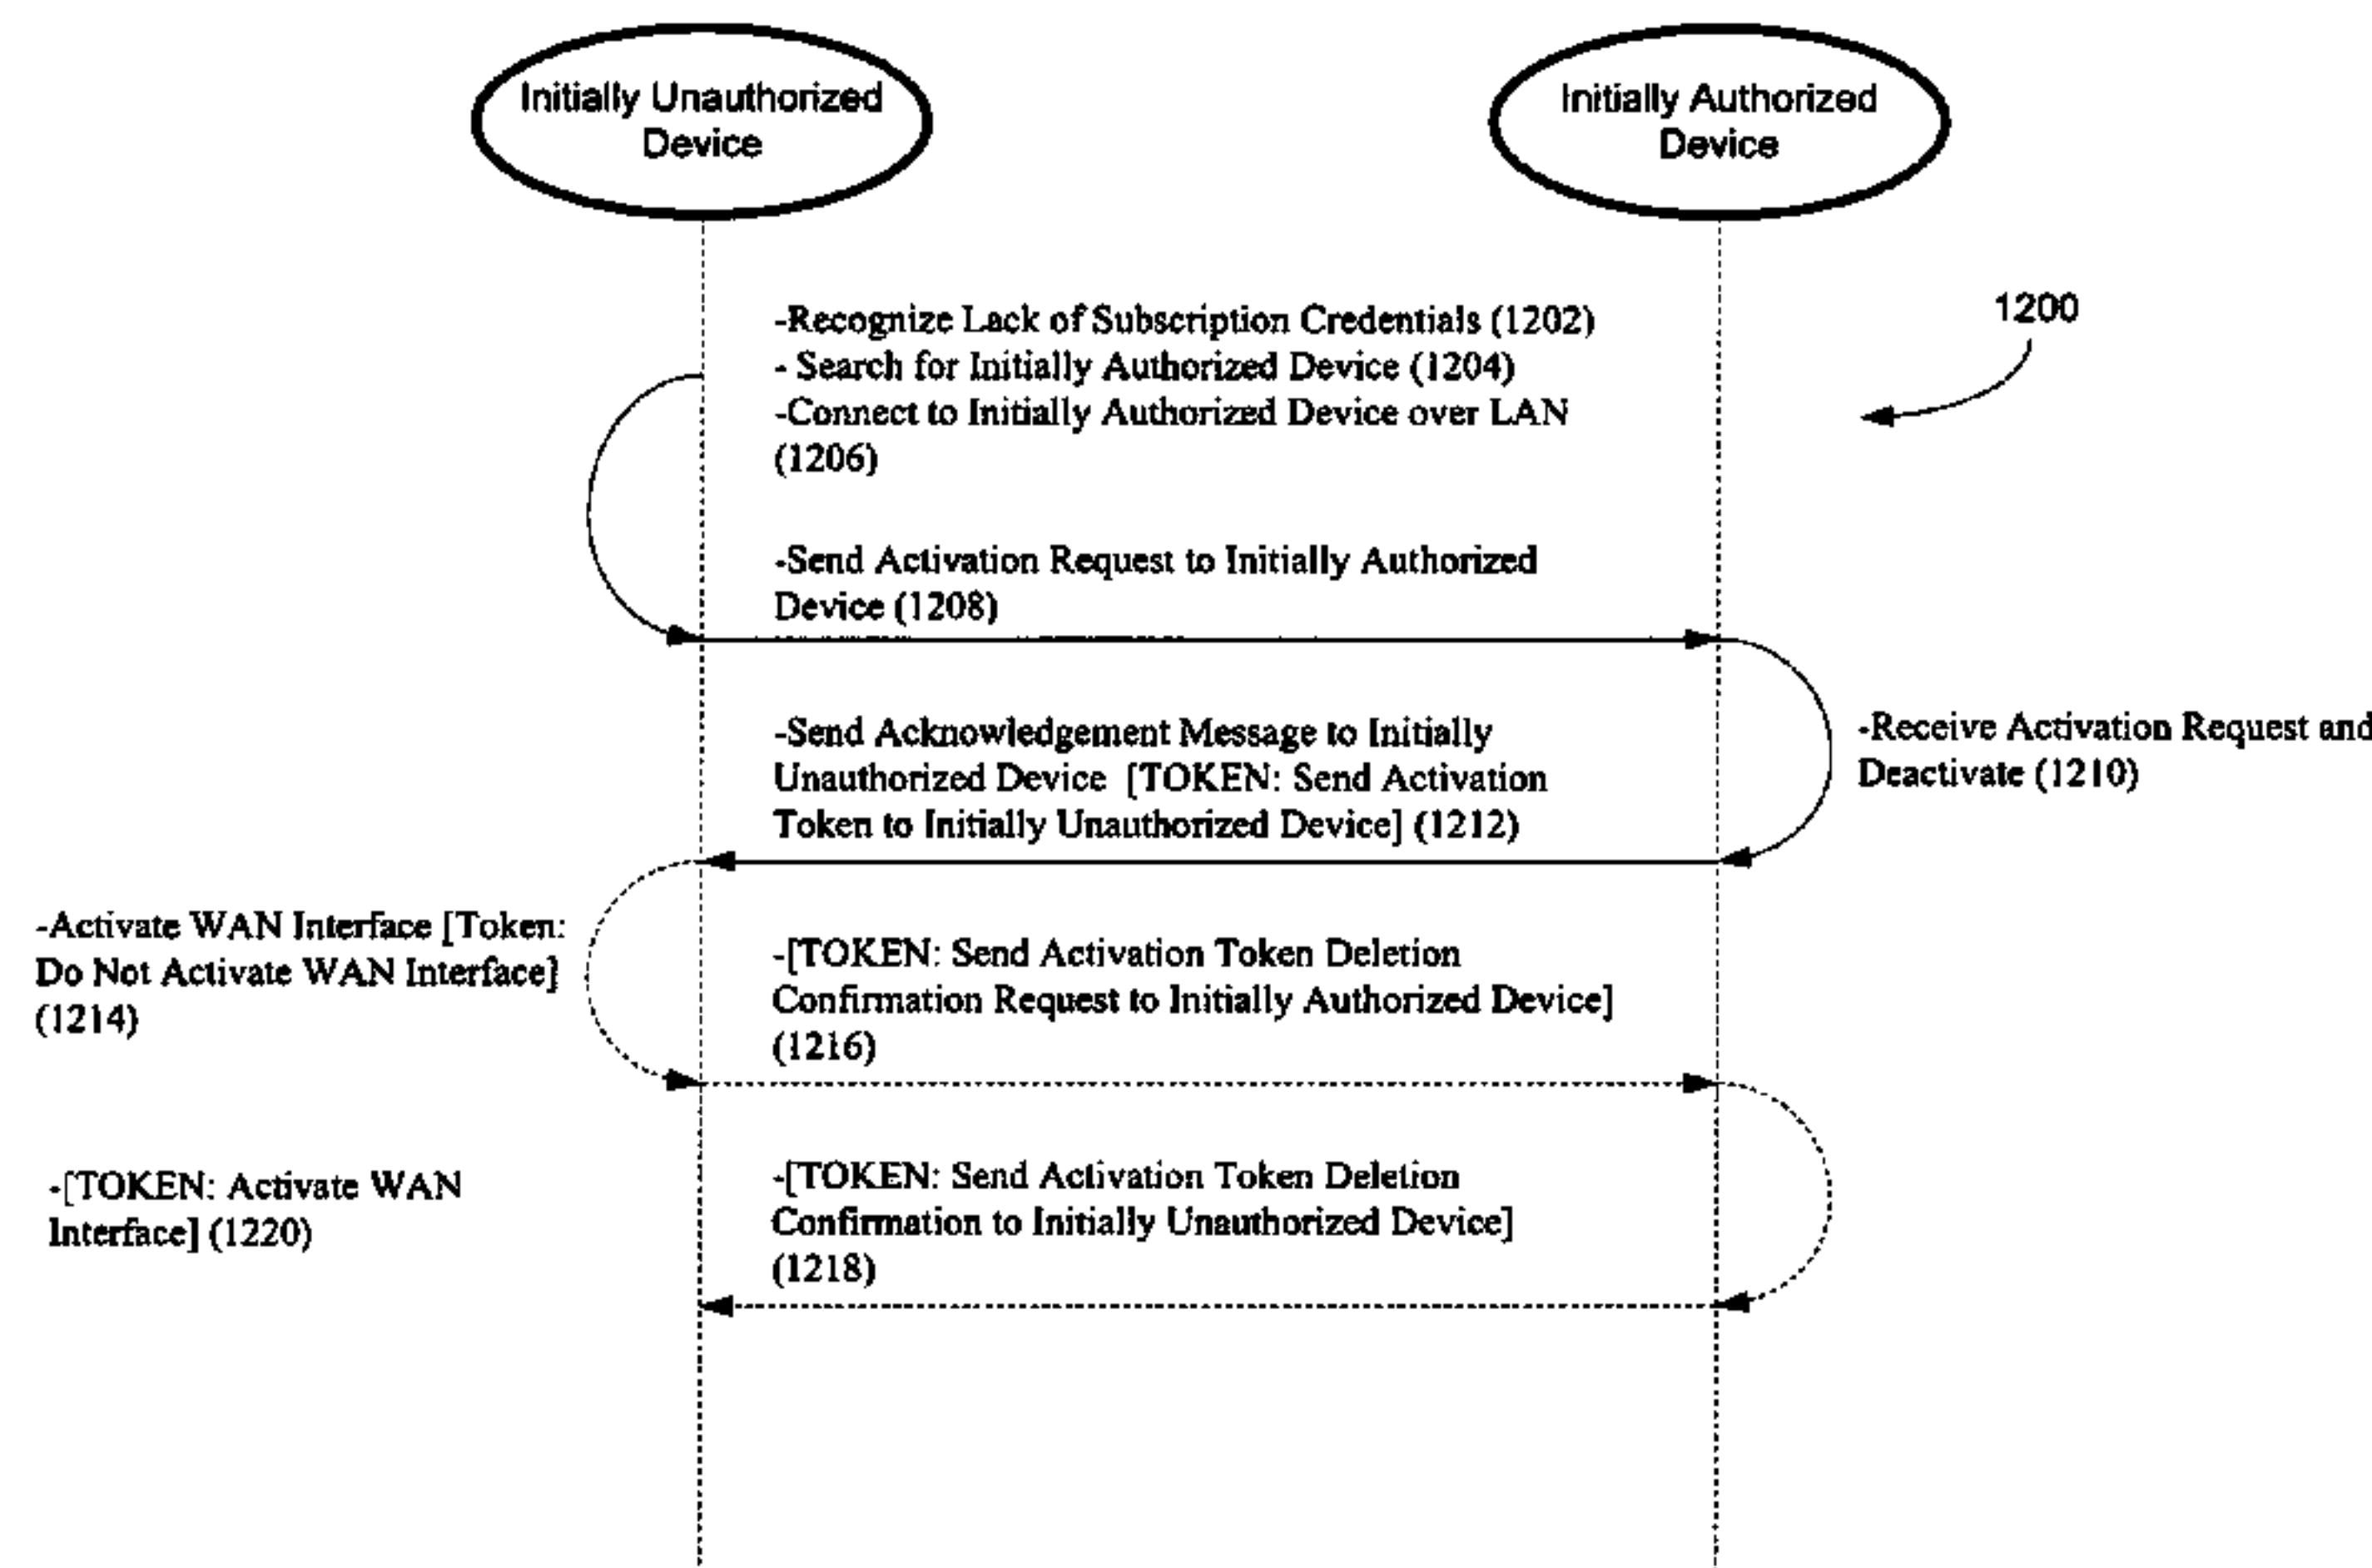 Initially Unauthorized
Device
Initially Authorized
Device
1200
-Recognize Lack of Subscription Credentials (1202)
- Search for Initially Authorized Device (1204)
-Connect to Initially Authorized Device over LAN
(1206)
-Send Activation Request to Initially Authorized
Device (1208)
-Receive Activation Request and
Deactivate (1210)
-Send Acknowledgement Message to Initially
Unauthorized Device [TOKEN: Send Activation
Token to Initially Unauthorized Device] (1212)
-Activate WAN Interface [Token:
Do Not Activate WAN Interface]
(1214)
-[TOKEN: Send Activation Token Deletion
Confirmation Request to Initially Authorized Device]
(1216)
-[TOKEN: Send Activation Token Deletion
Confirmation to Initially Unauthorized Device]
(1218)
-[TOKEN: Activate WAN
Interface] (1220)